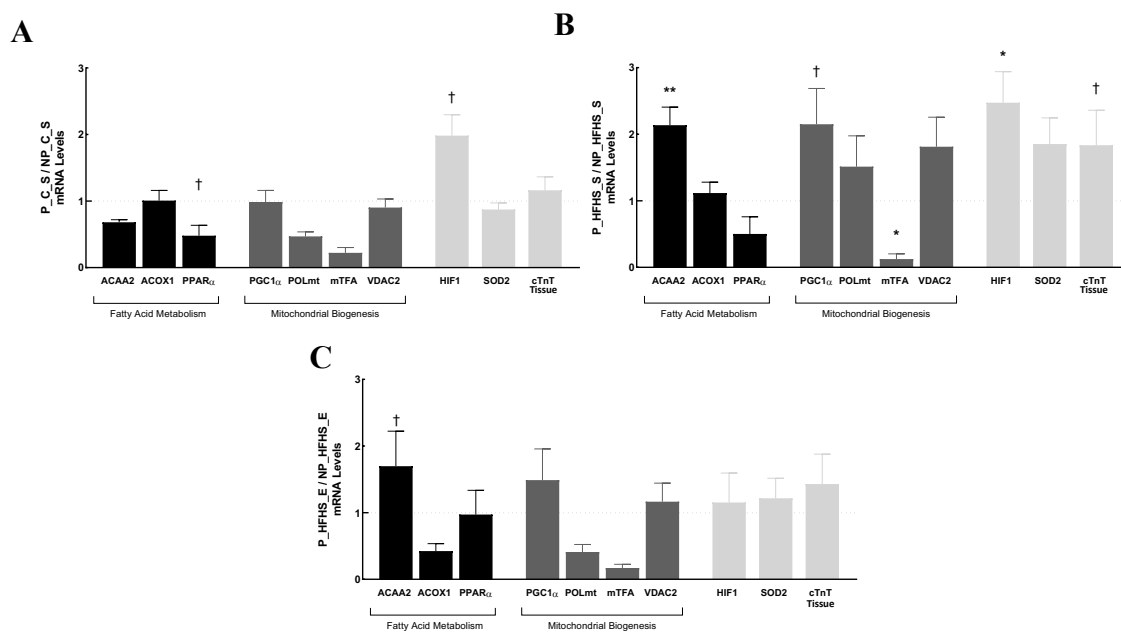 A
P_C_S / NP_C_S
mRNA Levels
3
2
1
0
†
†
ACAA2 ACOX1 PPARα PGC1α POLmt mTFA VDAC2 HIF1 SOD2 cTnT
Tissue
Fatty Acid Metabolism Mitochondrial Biogenesis
B
P_HFHS_S / NP_HFHS_S
mRNA Levels
3
2
1
0
** † * * †
ACAA2 ACOX1 PPARα PGC1α POLmt mTFA VDAC2 HIF1 SOD2 cTnT
Tissue
Fatty Acid Metabolism Mitochondrial Biogenesis
C
P_HFHS_E / NP_HFHS_E
mRNA Levels
3
2
1
0
†
ACAA2 ACOX1 PPARα PGC1α POLmt mTFA VDAC2 HIF1 SOD2 cTnT
Tissue
Fatty Acid Metabolism Mitochondrial Biogenesis